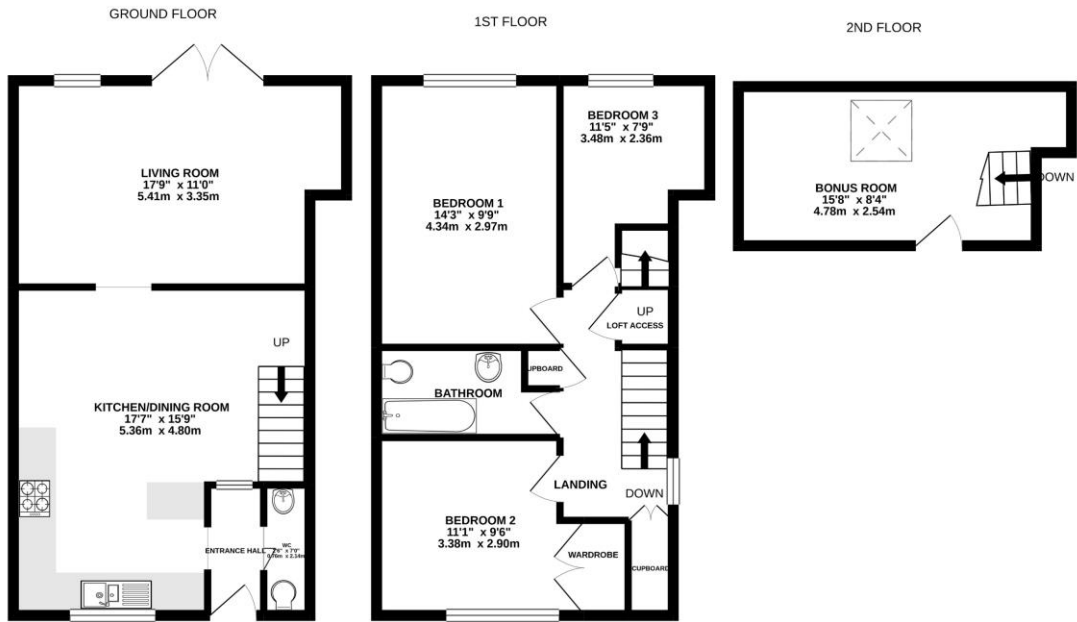 GROUND FLOOR
LIVING ROOM
17'9" x 11'0"
5.41m x 3.35m
UP
KITCHEN/DINING ROOM
17'7" x 15'9"
5.36m x 4.80m
ENTRANCE HALL
WC
x 7'0"
x 2.14m
1ST FLOOR
BEDROOM 1
14'3" x 9'9"
4.34m x 2.97m
BEDROOM 3
11'5" x 7'9"
3.48m x 2.36m
UP
LOFT ACCESS
UPBOARD
BATHROOM
LANDING
DOWN
BEDROOM 2
11'1" x 9'6"
3.38m x 2.90m
WARDROBE
CUPBOARD
2ND FLOOR
BONUS ROOM
15'8" x 8'4"
4.78m x 2.54m
DOWN